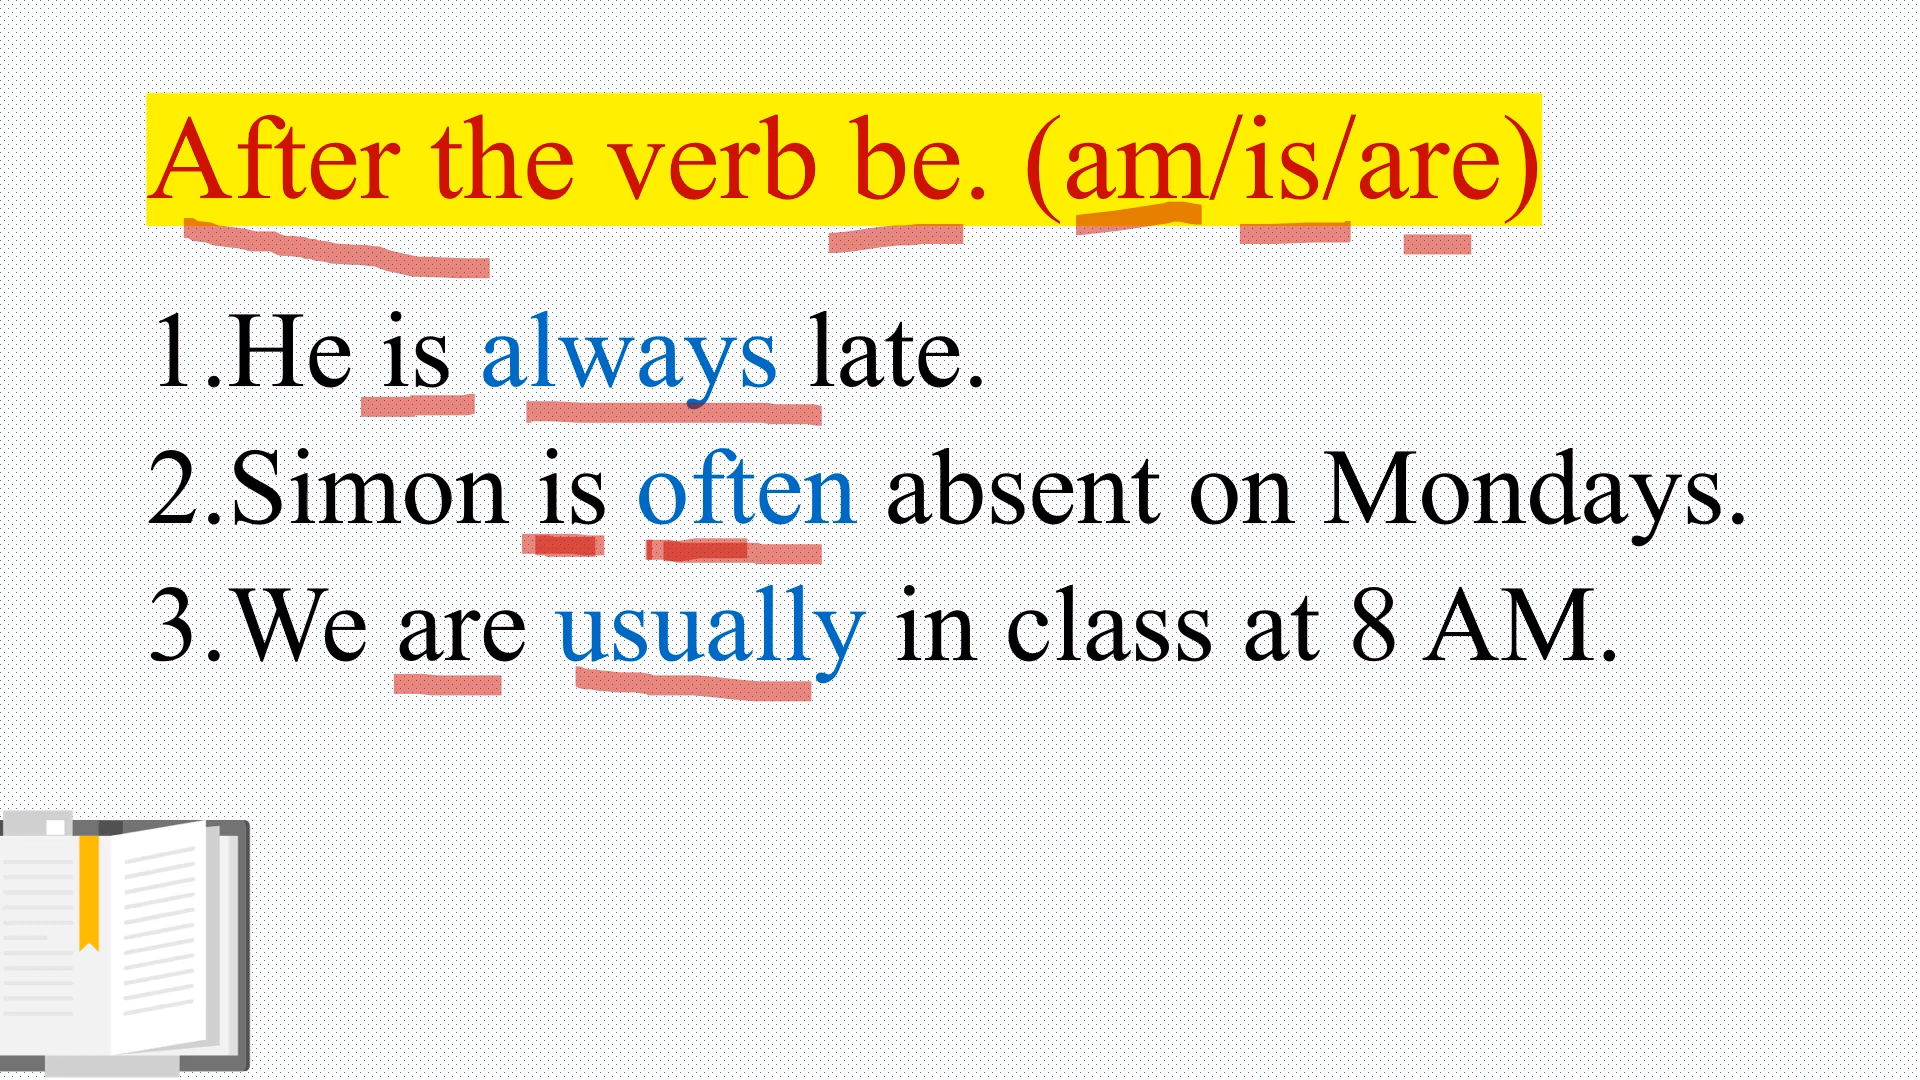 After the verb be. (am/is/are)
1.He is always late.
2.Simon is often absent on Mondays.
3.We are usually in class at 8 AM.